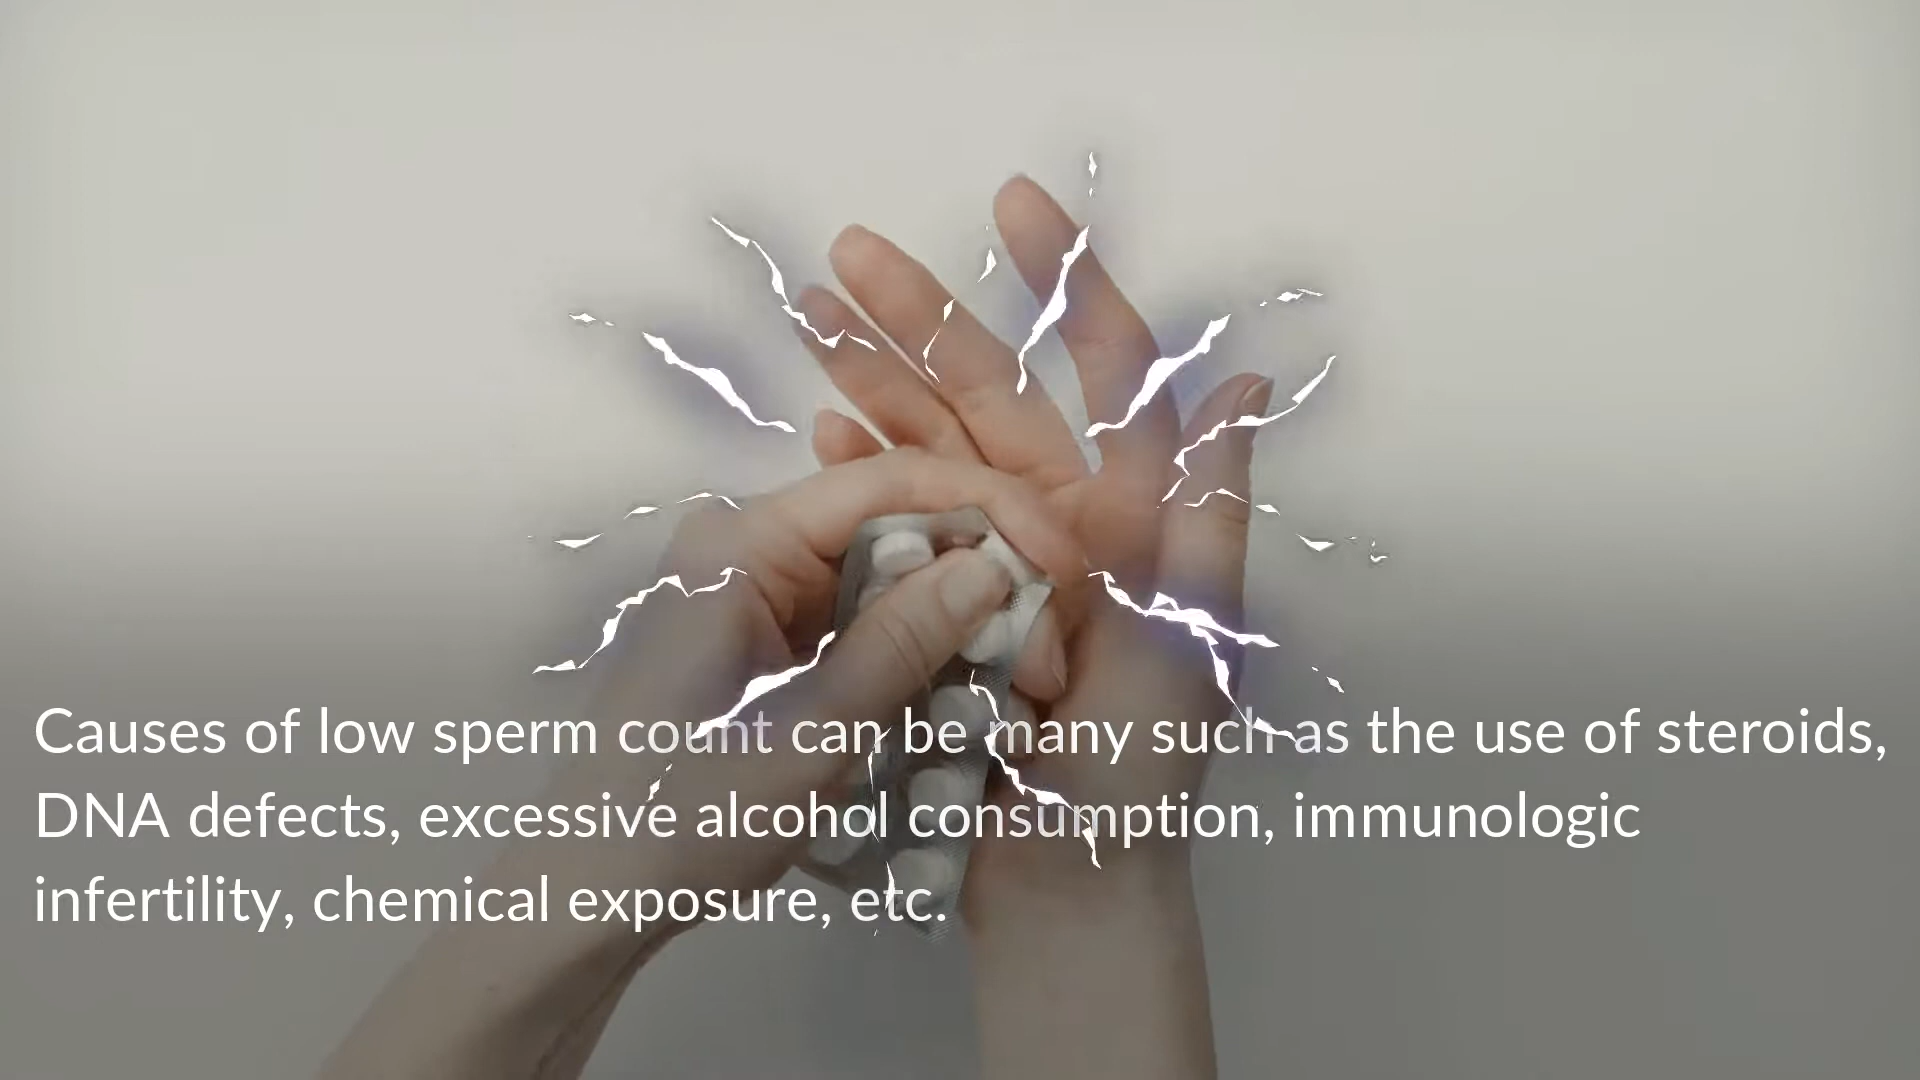 Causes of low sperm count can be many such as the use of steroids,
DNA defects, excessive alcohol consumption, immunologic
infertility, chemical exposure, etc.